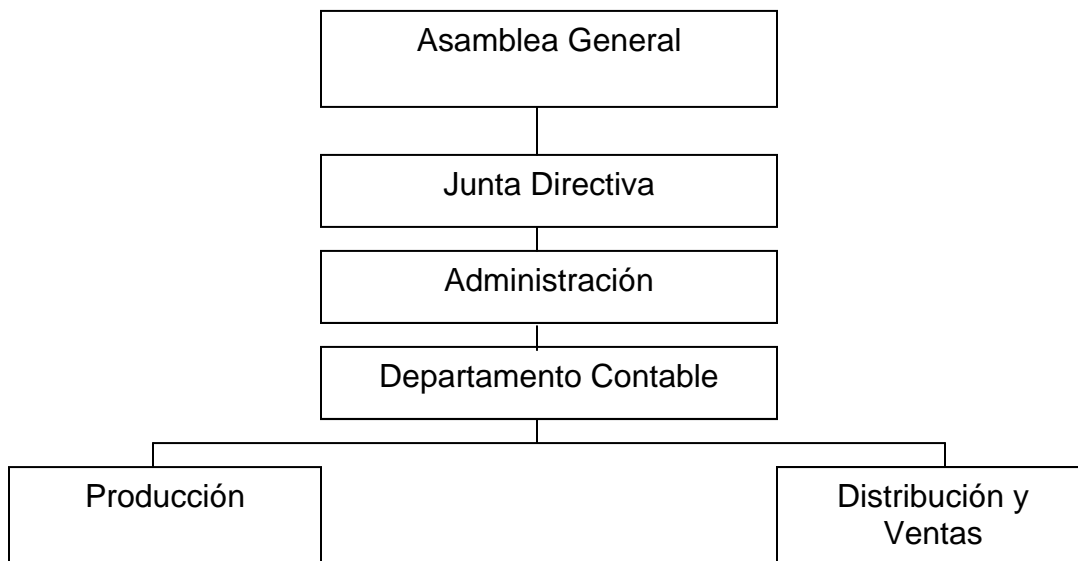 Asamblea General
Junta Directiva
Administración
Departamento Contable
Producción
Distribución y
Ventas